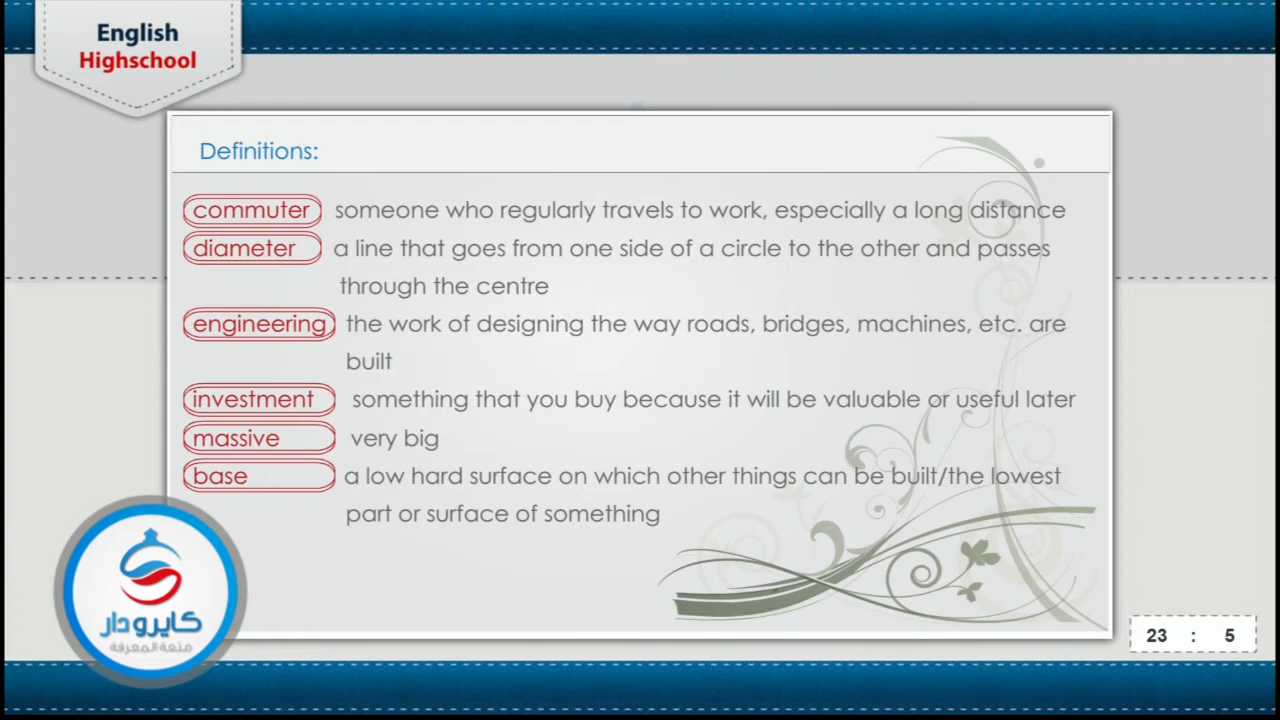 English
Highschool
Definitions:
commuter someone who regularly travels to work, especially a long distance
diameter a line that goes from one side of a circle to the other and passes
through the centre
engineering the work of designing the way roads, bridges, machines, etc. are
built
investment something that you buy because it will be valuable or useful later
massive very big
base a low hard surface on which other things can be built/the lowest
part or surface of something
كايرودار
متعة المعرفة
23 : 5